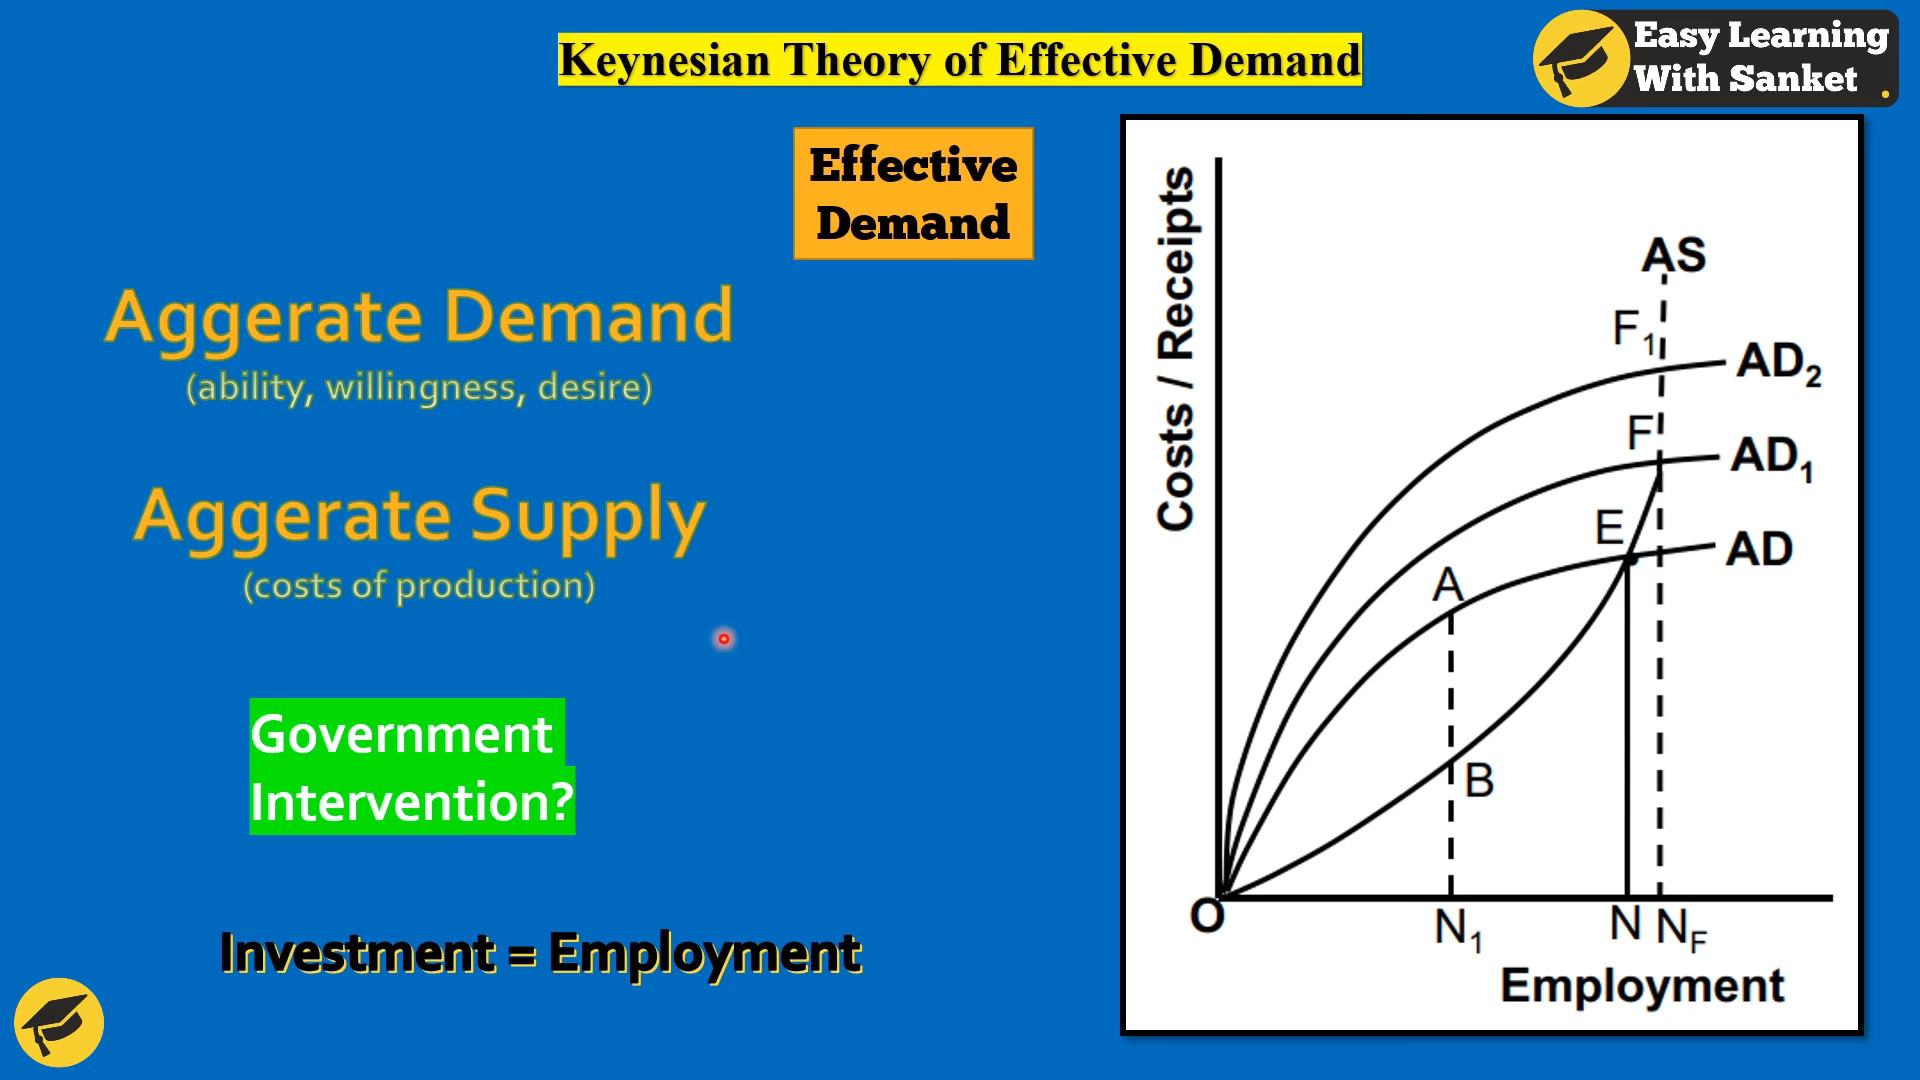 Keynesian Theory of Effective Demand
Easy Learning
With Sanket
Effective
Demand
Aggerate Demand
(ability, willingness, desire)
Aggerate Supply
(costs of production)
Government
Intervention?
Investment = Employment
Costs / Receipts
AS
F₁
AD₂
F
AD₁
E
AD
A
B
O
N₁
N
N_F
Employment